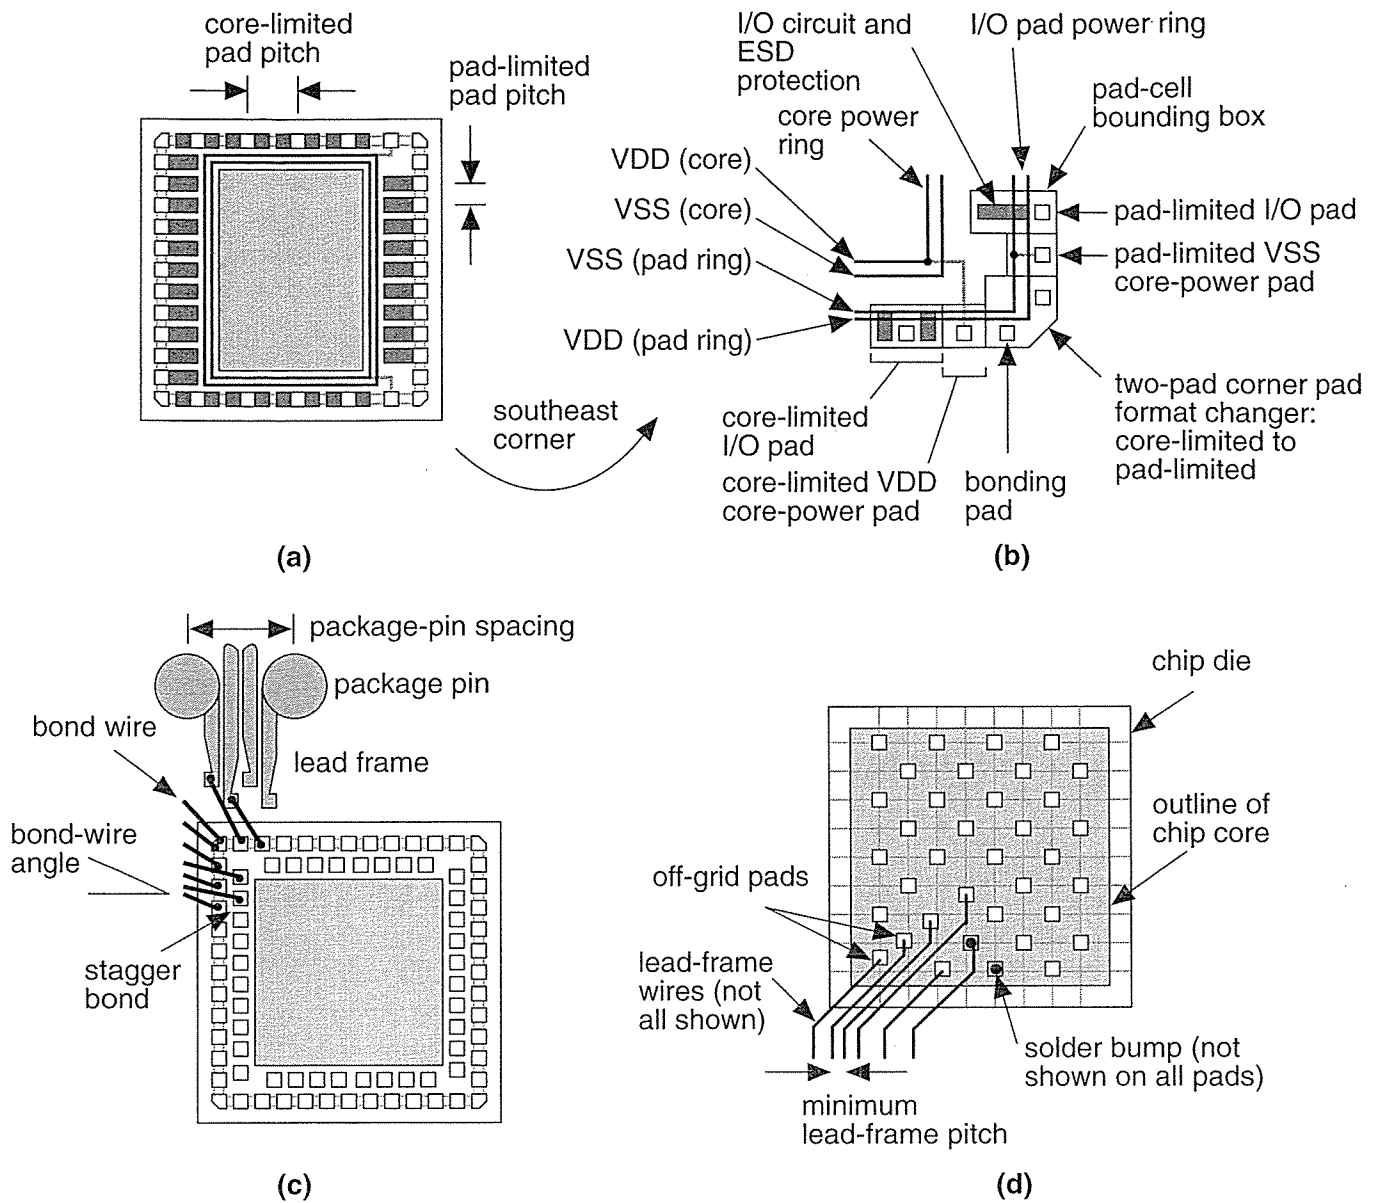 core-limited
pad pitch
pad-limited
pad pitch
southeast
corner
(a)
I/O circuit and
ESD
protection
I/O pad power ring
core power
ring
pad-cell
bounding box
VDD (core)
VSS (core)
VSS (pad ring)
VDD (pad ring)
pad-limited I/O pad
pad-limited VSS
core-power pad
two-pad corner pad
format changer:
core-limited to
pad-limited
core-limited
I/O pad
core-limited VDD
core-power pad
bonding
pad
(b)
package-pin spacing
package pin
bond wire
lead frame
bond-wire
angle
stagger
bond
(c)
chip die
outline of
chip core
off-grid pads
lead-frame
wires (not
all shown)
solder bump (not
shown on all pads)
minimum
lead-frame pitch
(d)